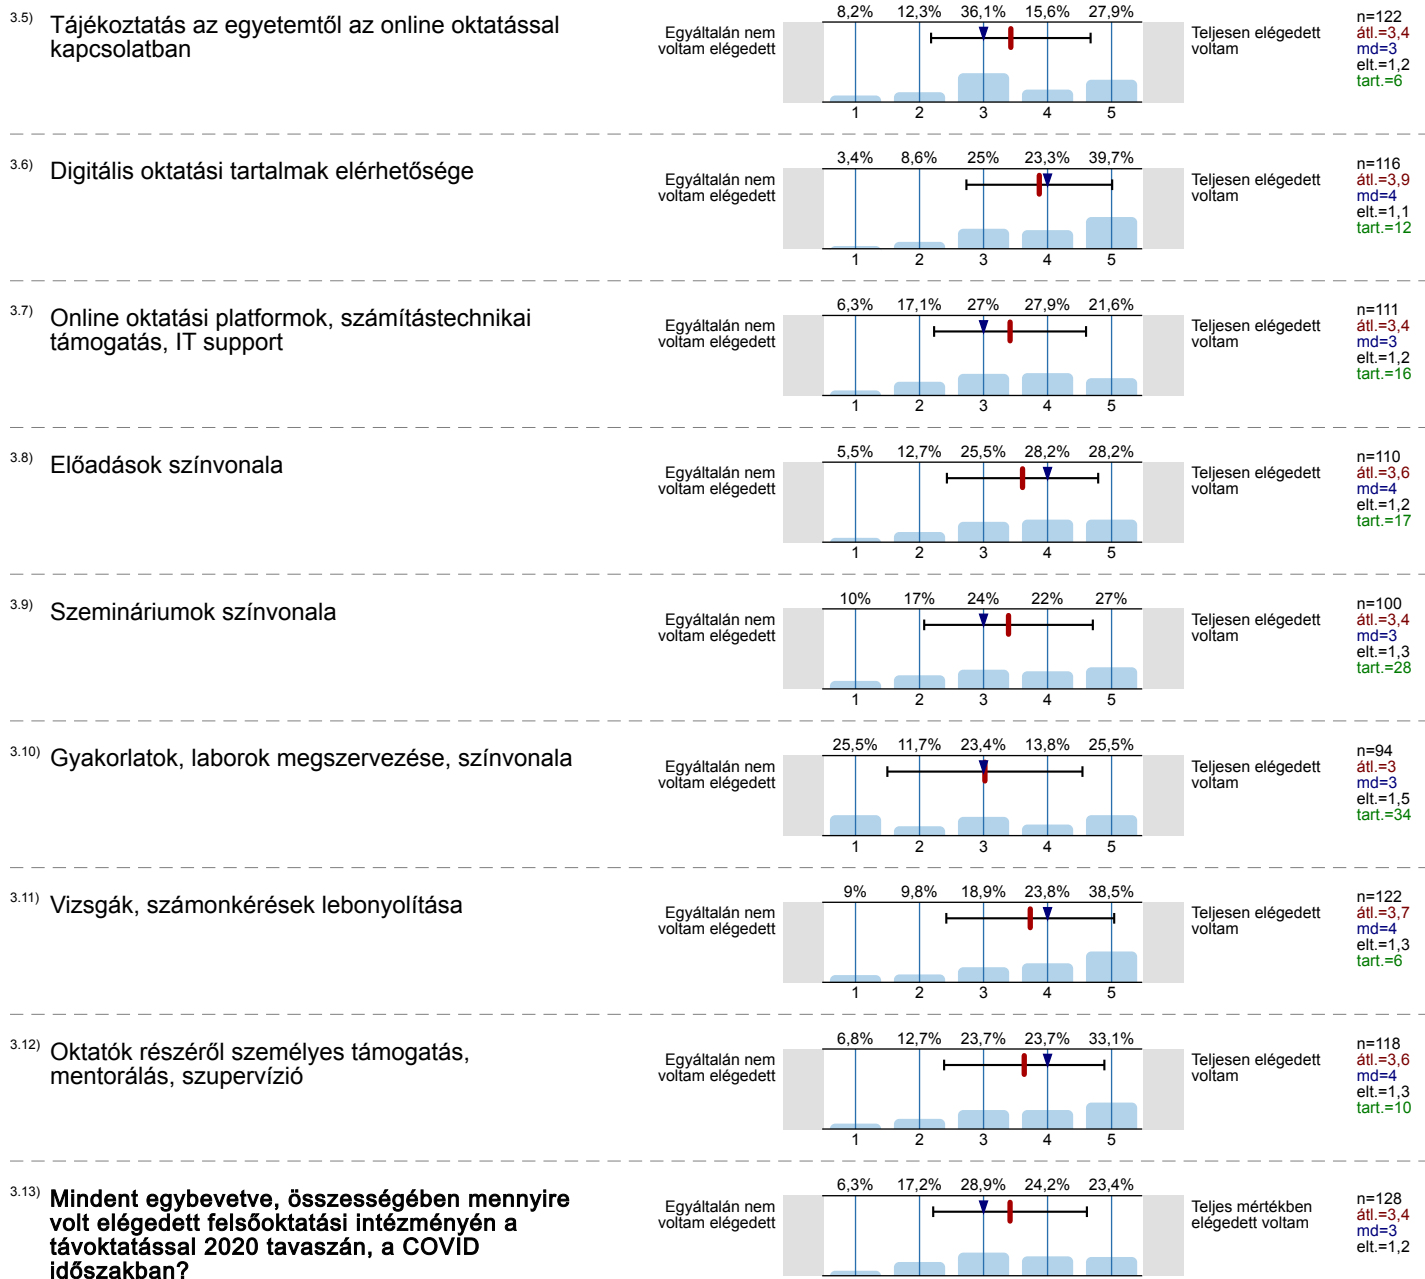 3.5) Tájékoztatás az egyetemtől az online oktatással
kapcsolatban
Egyáltalán nem
voltam elégedett
8,2% 12,3% 36,1% 15,6% 27,9%
1 2 3 4 5
Teljesen elégedett
voltam
n=122
átl.=3,4
md=3
elt.=1,2
tart.=6
3.6) Digitális oktatási tartalmak elérhetősége
Egyáltalán nem
voltam elégedett
3,4% 8,6% 25% 23,3% 39,7%
1 2 3 4 5
Teljesen elégedett
voltam
n=116
átl.=3,9
md=4
elt.=1,1
tart.=12
3.7) Online oktatási platformok, számítástechnikai
támogatás, IT support
Egyáltalán nem
voltam elégedett
6,3% 17,1% 27% 27,9% 21,6%
1 2 3 4 5
Teljesen elégedett
voltam
n=111
átl.=3,4
md=3
elt.=1,2
tart.=16
3.8) Előadások színvonala
Egyáltalán nem
voltam elégedett
5,5% 12,7% 25,5% 28,2% 28,2%
1 2 3 4 5
Teljesen elégedett
voltam
n=110
átl.=3,6
md=4
elt.=1,2
tart.=17
3.9) Szemináriumok színvonala
Egyáltalán nem
voltam elégedett
10% 17% 24% 22% 27%
1 2 3 4 5
Teljesen elégedett
voltam
n=100
átl.=3,4
md=3
elt.=1,3
tart.=28
3.10) Gyakorlatok, laborok megszervezése, színvonala
Egyáltalán nem
voltam elégedett
25,5% 11,7% 23,4% 13,8% 25,5%
1 2 3 4 5
Teljesen elégedett
voltam
n=94
átl.=3
md=3
elt.=1,5
tart.=34
3.11) Vizsgák, számonkérések lebonyolítása
Egyáltalán nem
voltam elégedett
9% 9,8% 18,9% 23,8% 38,5%
1 2 3 4 5
Teljesen elégedett
voltam
n=122
átl.=3,7
md=4
elt.=1,3
tart.=6
3.12) Oktatók részéről személyes támogatás,
mentorálás, szupervízió
Egyáltalán nem
voltam elégedett
6,8% 12,7% 23,7% 23,7% 33,1%
1 2 3 4 5
Teljesen elégedett
voltam
n=118
átl.=3,6
md=4
elt.=1,3
tart.=10
3.13) Mindent egybevetve, összességében mennyire
volt elégedett felsőoktatási intézményén a
távoktatással 2020 tavaszán, a COVID
időszakban?
Egyáltalán nem
voltam elégedett
6,3% 17,2% 28,9% 24,2% 23,4%
Teljes mértékben
elégedett voltam
n=128
átl.=3,4
md=3
elt.=1,2